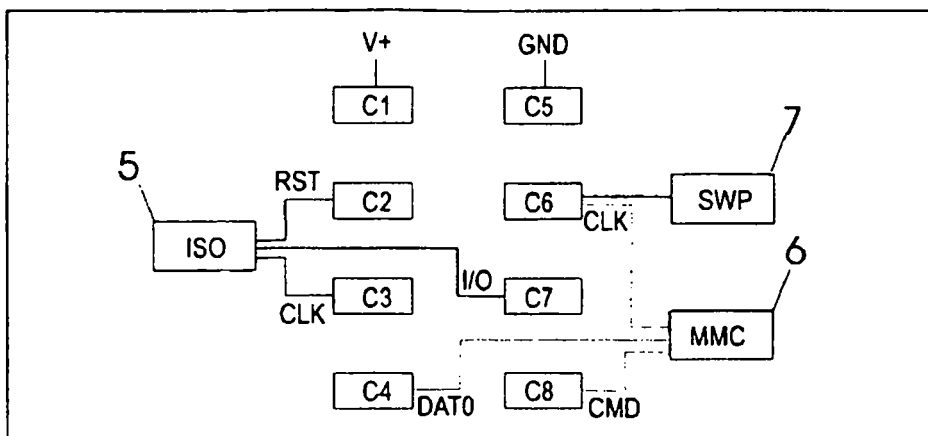 V+ GND
C1 C5
5 7
RST
C2 C6 SWP
CLK
ISO 6
I/O
C3 C7 MMC
CLK
C4 C8
DAT0 CMD